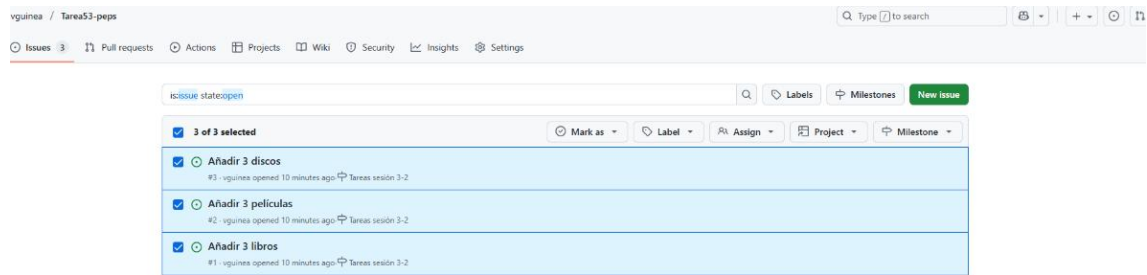 vguinea / Tarea53-peps
Type / to search
Issues 3 Pull requests Actions Projects Wiki Security Insights Settings
is:issue state:open Labels Milestones New issue
3 of 3 selected Mark as Label Assign Project Milestone
Añadir 3 discos
#3 · vguinea opened 10 minutes ago Tareas sesión 3-2
Añadir 3 películas
#2 · vguinea opened 10 minutes ago Tareas sesión 3-2
Añadir 3 libros
#1 · vguinea opened 10 minutes ago Tareas sesión 3-2